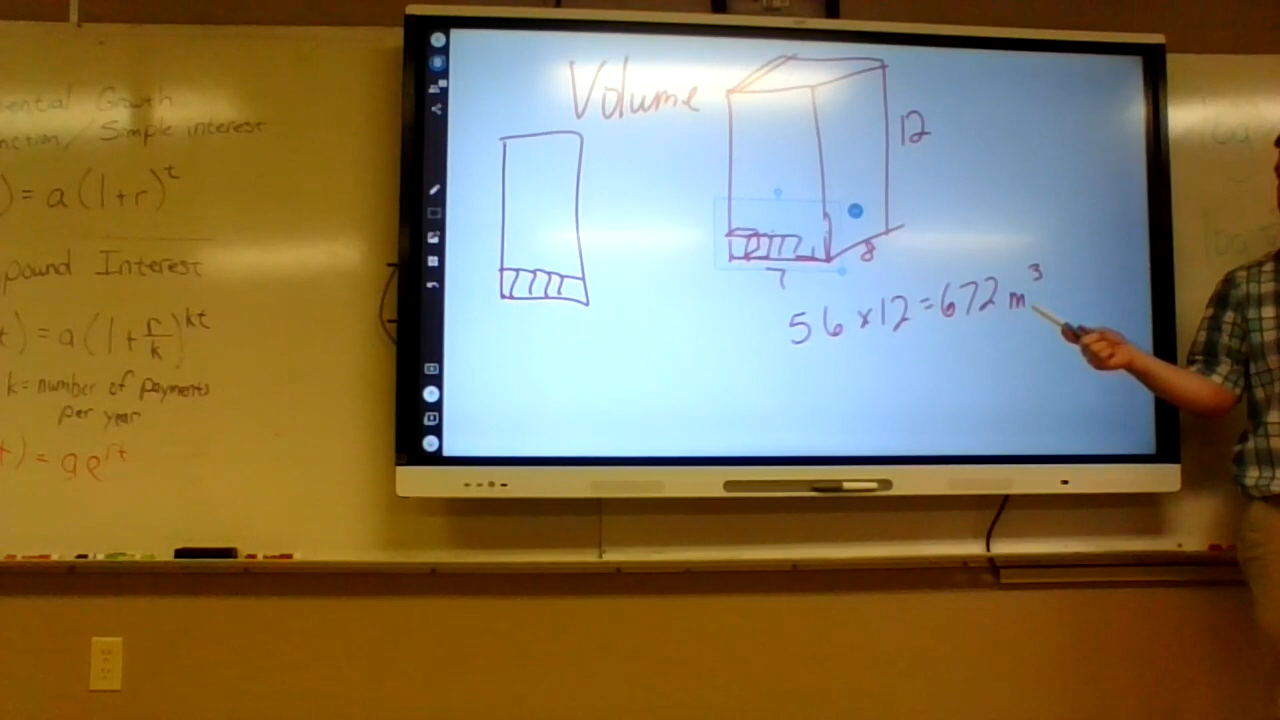 ential Growth
nction/ Simple interest
) = a(1+r)^t
pound Interest
t) = a(1+r/k)^kt
k = number of payments
per year
t) = ae^rt
Volume
12
8
7
56 x 12 = 672 m^3